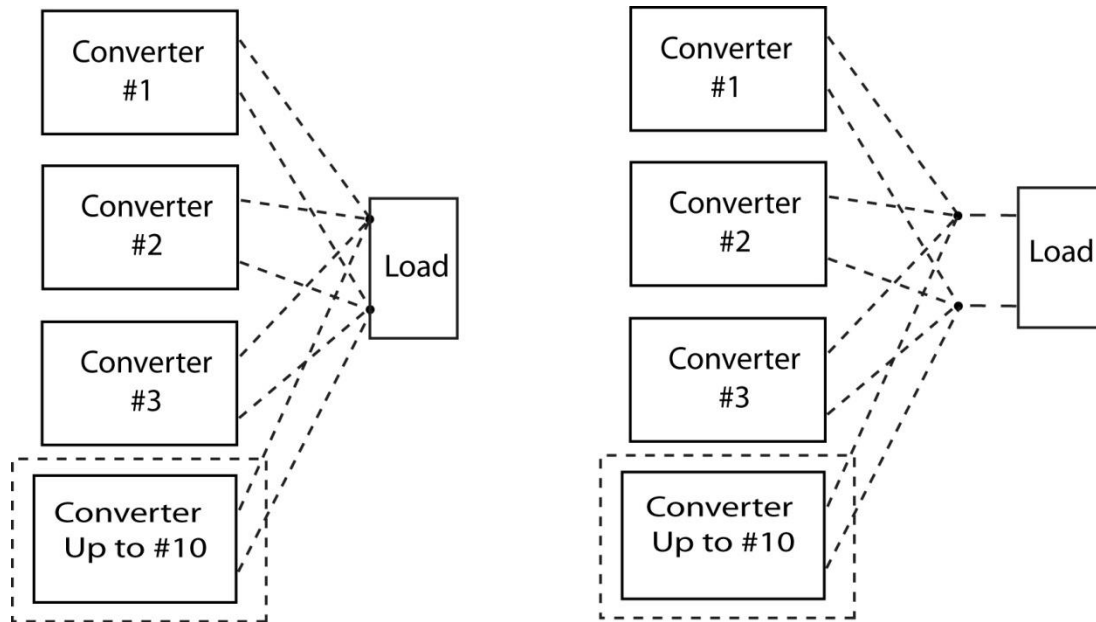 Converter
#1
Converter
#2
Converter
#3
Converter
Up to #10
Load
Converter
#1
Converter
#2
Converter
#3
Converter
Up to #10
Load